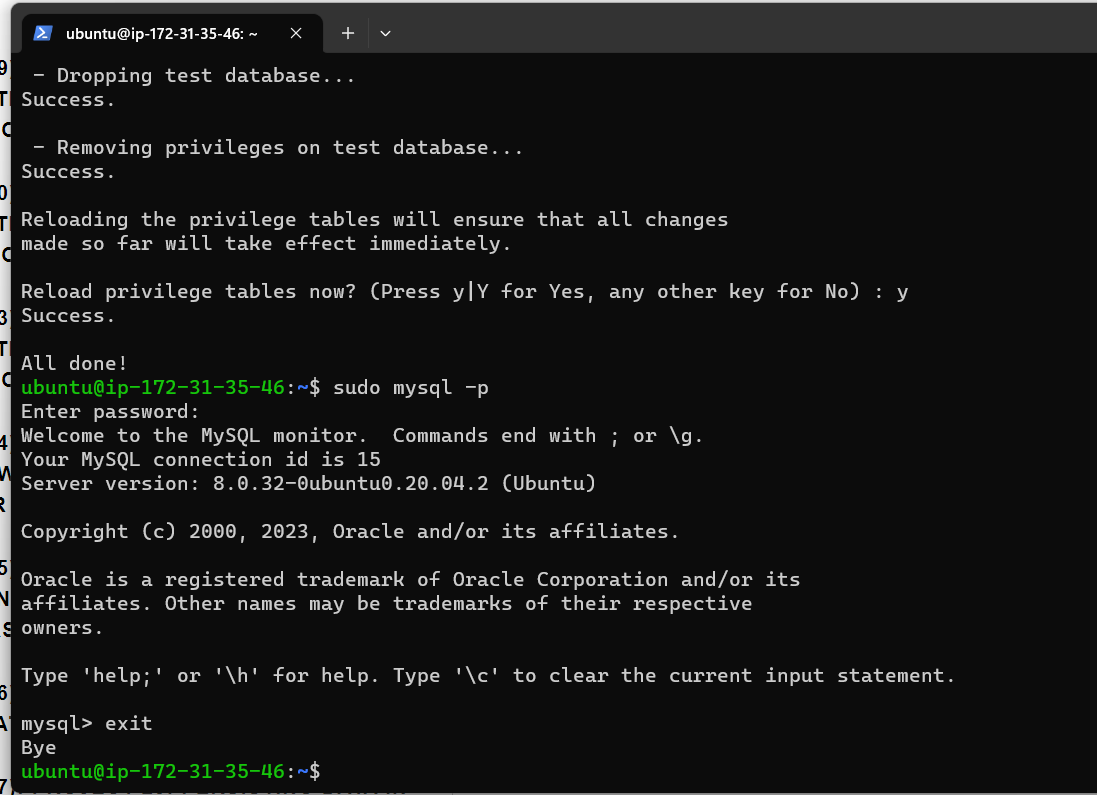 ubuntu@ip-172-31-35-46: ~
- Dropping test database...
Success.
- Removing privileges on test database...
Success.
Reloading the privilege tables will ensure that all changes
made so far will take effect immediately.
Reload privilege tables now? (Press y|Y for Yes, any other key for No) : y
Success.
All done!
ubuntu@ip-172-31-35-46:~$ sudo mysql -p
Enter password:
Welcome to the MySQL monitor.  Commands end with ; or \g.
Your MySQL connection id is 15
Server version: 8.0.32-0ubuntu0.20.04.2 (Ubuntu)
Copyright (c) 2000, 2023, Oracle and/or its affiliates.
Oracle is a registered trademark of Oracle Corporation and/or its
affiliates. Other names may be trademarks of their respective
owners.
Type 'help;' or '\h' for help. Type '\c' to clear the current input statement.
mysql> exit
Bye
ubuntu@ip-172-31-35-46:~$